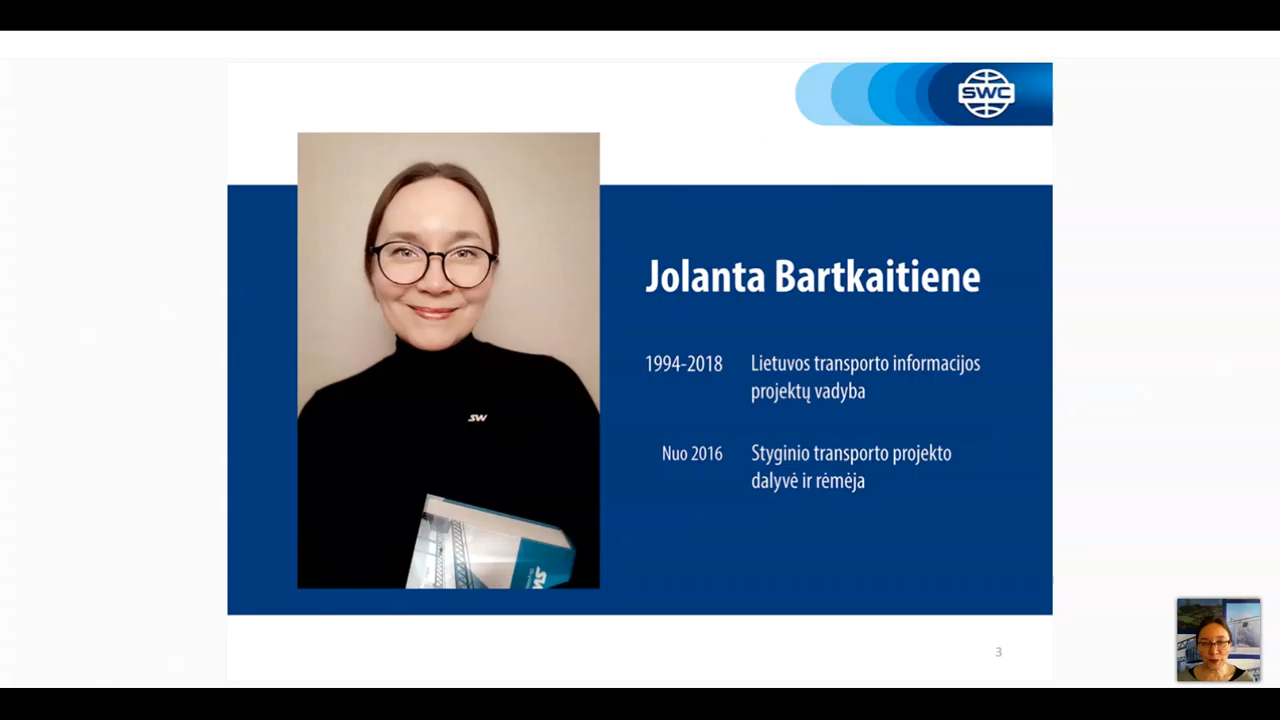 SWC
Jolanta Bartkaitiene
1994-2018
Lietuvos transporto informacijos
projektų vadyba
Nuo 2016
Styginio transporto projekto
dalyvė ir rėmėja
SW
3